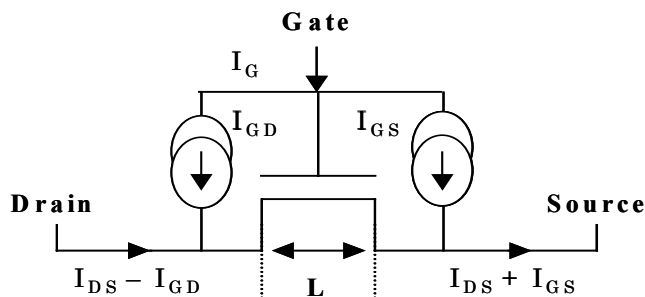 Gate
I_G
I_GD I_GS
Drain Source
I_DS − I_GD L I_DS + I_GS